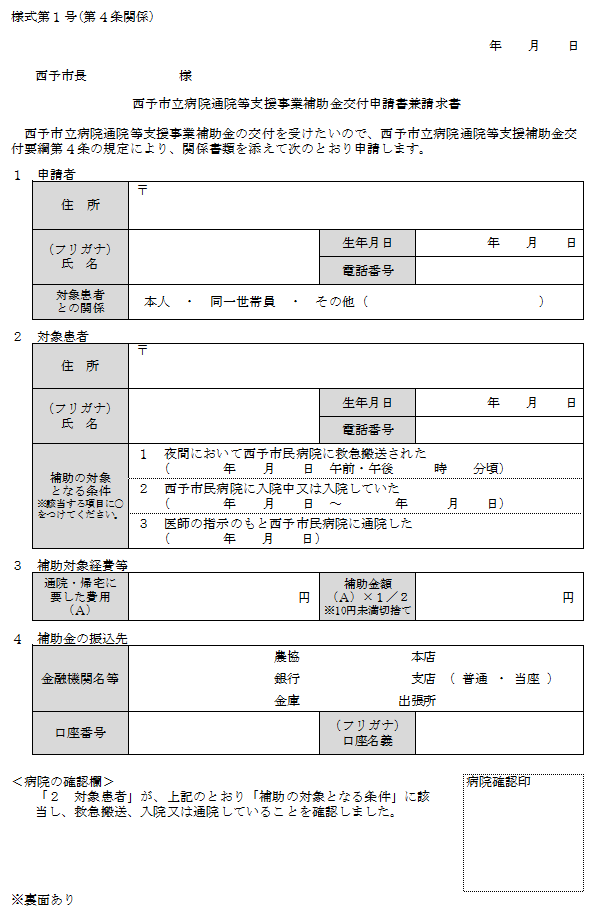 様式第１号(第４条関係)
年　　月　　日
西予市長　　　　　　　様
西予市立病院通院等支援事業補助金交付申請書兼請求書
西予市立病院通院等支援事業補助金の交付を受けたいので、西予市立病院通院等支援補助金交
付要綱第４条の規定により、関係書類を添えて次のとおり申請します。
１　申請者
住　所
〒
（フリガナ）
氏　名
生年月日
年　　月　　日
電話番号
対象患者
との関係
本人　・　同一世帯員　・　その他（　　　　　　　　　　　　　）
２　対象患者
住　所
〒
（フリガナ）
氏　名
生年月日
年　　月　　日
電話番号
補助の対象
となる条件
※該当する項目に〇
をつけてください。
１　夜間において西予市民病院に救急搬送された
（　　　　年　　月　　日　午前・午後　　　時　　分頃）
２　西予市民病院に入院中又は入院していた
（　　　　年　　月　　日　～　　　　年　　　月　　日）
３　医師の指示のもと西予市民病院に通院した
（　　　　年　　月　　日）
３　補助対象経費等
通院・帰宅に
要した費用
（Ａ）
円
補助金額
（Ａ）×１／２
※10円未満切捨て
円
４　補助金の振込先
金融機関名等
農協　　　　　　　　　本店
銀行　　　　　　　　　支店　（ 普通 ・ 当座 ）
金庫　　　　　　　　出張所
口座番号
（フリガナ）
口座名義
＜病院の確認欄＞
「２　対象患者」が、上記のとおり「補助の対象となる条件」に該
当し、救急搬送、入院又は通院していることを確認しました。
病院確認印
※裏面あり